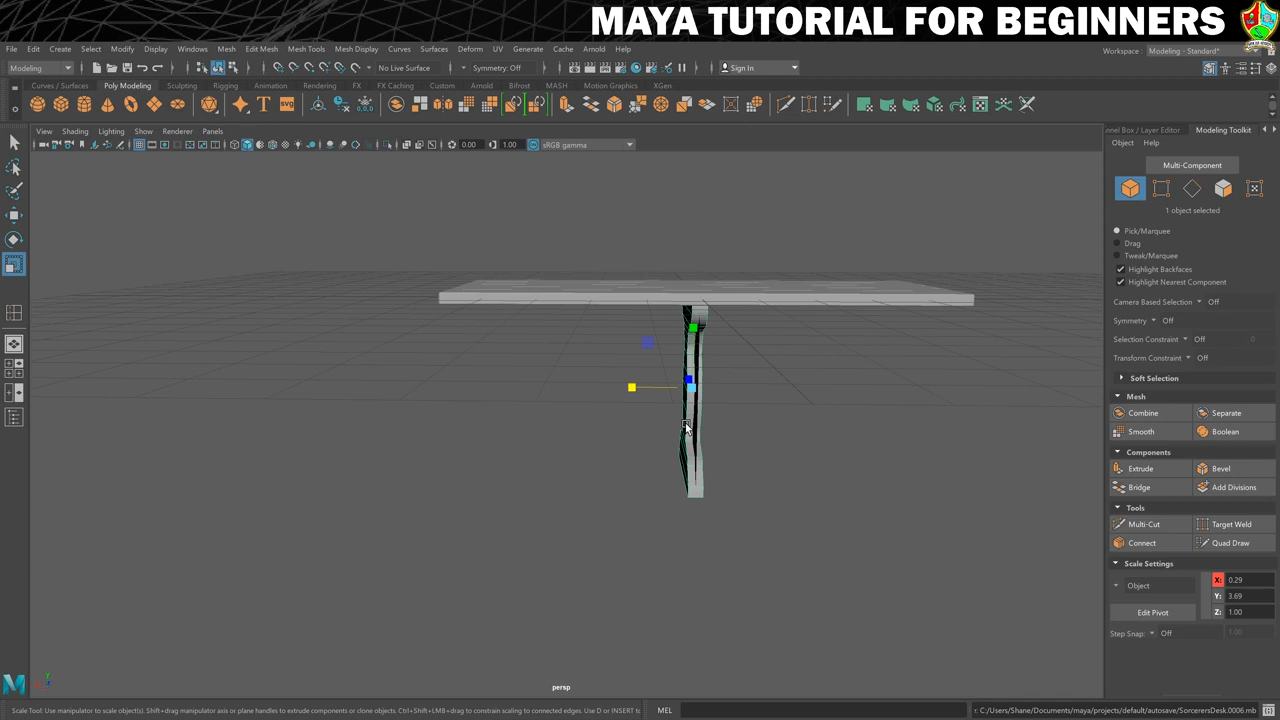 MAYA TUTORIAL FOR BEGINNERS
File Edit Create Select Modify Display Windows Mesh Edit Mesh Mesh Tools Mesh Display Curves Surfaces Deform UV Generate Cache Arnold Help
Workspace : Modeling - Standard*
Modeling No Live Surface Symmetry: Off Sign In
Curves / Surfaces Poly Modeling Sculpting Rigging Animation Rendering FX FX Caching Custom Arnold Bifrost MASH Motion Graphics XGen
View Shading Lighting Show Renderer Panels
nnel Box / Layer Editor Modeling Toolkit
Object Help
0.00 1.00 sRGB gamma
Multi-Component
1 object selected
Pick/Marquee
Drag
Tweak/Marquee
Highlight Backfaces
Highlight Nearest Component
Camera Based Selection Off
Symmetry Off
Selection Constraint Off 0
Transform Constraint Off
Soft Selection
Mesh
Combine Separate
Smooth Boolean
Components
Extrude Bevel
Bridge Add Divisions
Tools
Multi-Cut Target Weld
Connect Quad Draw
Scale Settings
Object X: 0.29
Y: 3.69
Edit Pivot Z: 1.00
Step Snap: Off 1.00
persp
Scale Tool: Use manipulator to scale object(s). Shift+drag manipulator axis or plane handles to extrude components or clone objects. Ctrl+Shift+LMB+drag to constrain scaling to connected edges. Use D or INSERT to MEL r: C:/Users/Shane/Documents/maya/projects/default/autosave/SorcerersDesk.0006.mb